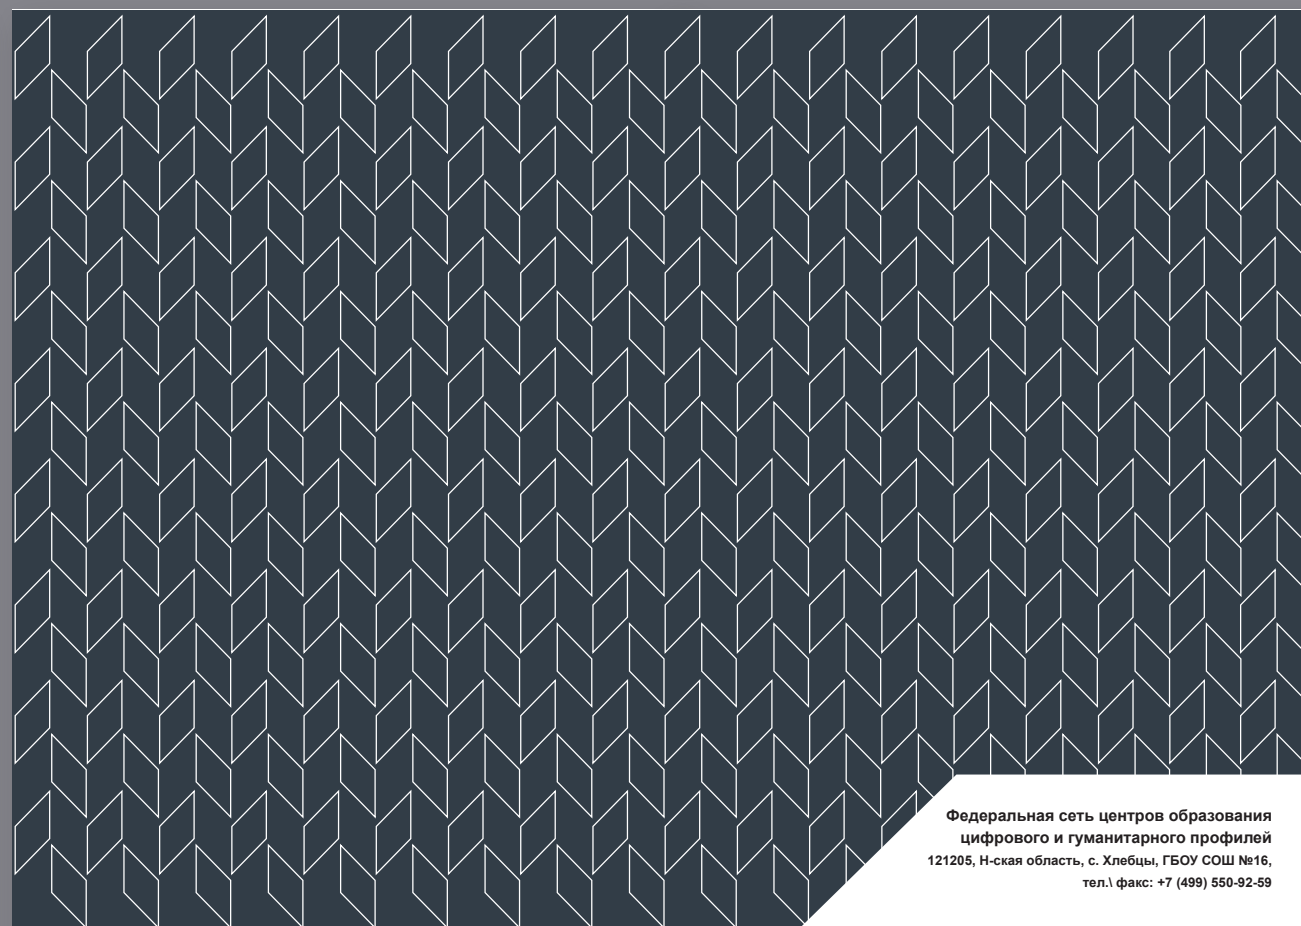 Федеральная сеть центров образования
цифрового и гуманитарного профилей
121205, Н-ская область, с. Хлебцы, ГБОУ СОШ №16,
тел.\ факс: +7 (499) 550-92-59